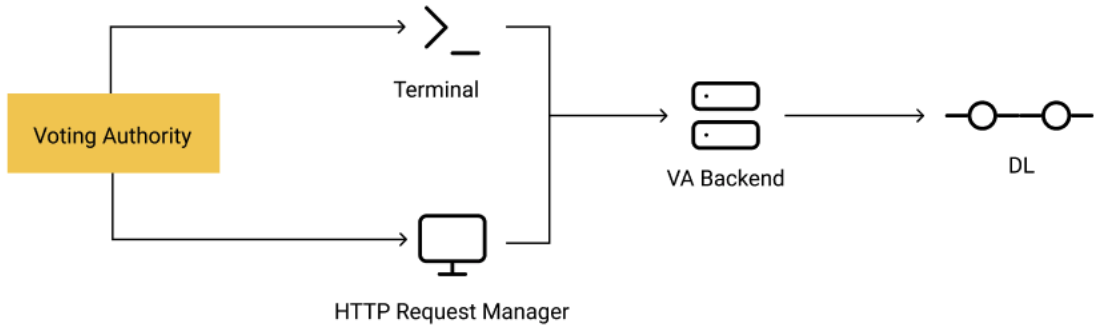 Terminal
Voting Authority
VA Backend
DL
HTTP Request Manager